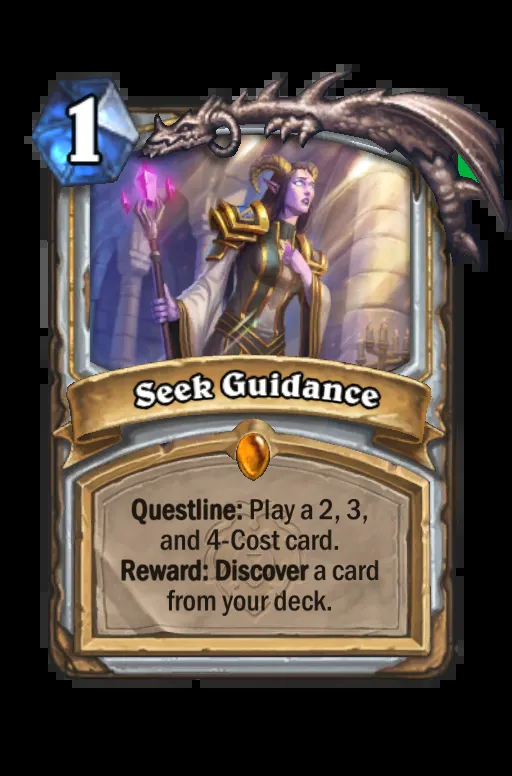 1
Seek Guidance
Questline: Play a 2, 3,
and 4-Cost card.
Reward: Discover a card
from your deck.